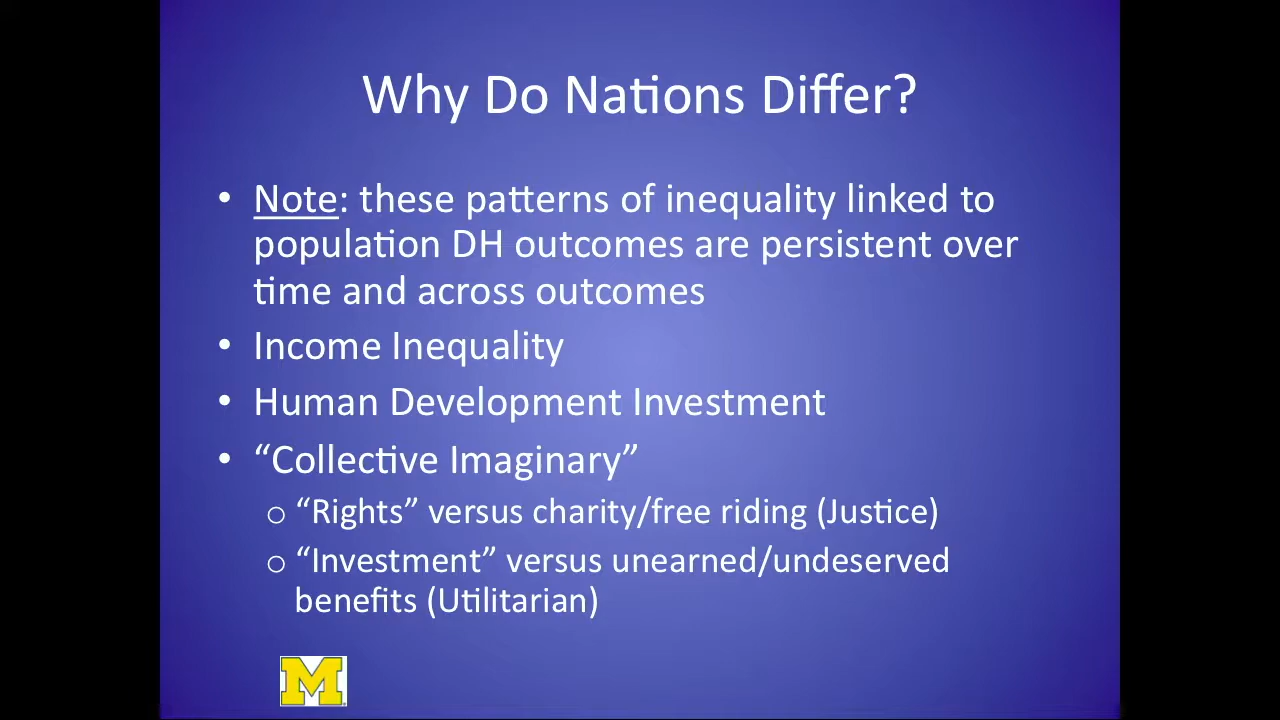 Why Do Nations Differ?
• Note: these patterns of inequality linked to
population DH outcomes are persistent over
time and across outcomes
• Income Inequality
• Human Development Investment
• “Collective Imaginary”
o “Rights” versus charity/free riding (Justice)
o “Investment” versus unearned/undeserved
benefits (Utilitarian)
M